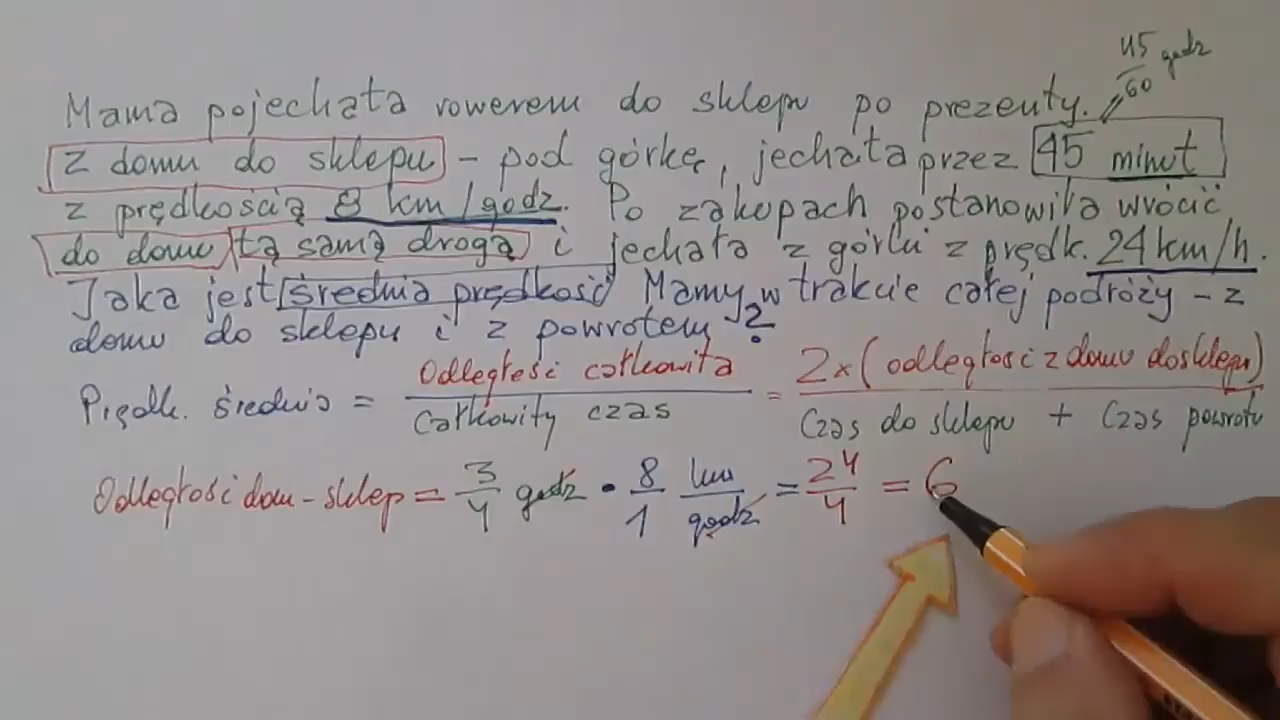 45 godz
60
Mama pojechała rowerem do sklepu po prezenty.
z domu do sklepu - pod górkę, jechała przez 45 minut
z prędkością 8 km/godz. Po zakupach postanowiła wrócić
do domu tą samą drogą i jechała z górki z prędk. 24 km/h.
Jaka jest średnia prędkość Mamy w trakcie całej podróży - z
domu do sklepu i z powrotem?
Prędk. średnia = Odległość całkowita / Całkowity czas = 2x (odległość z domu do sklepu) / Czas do sklepu + Czas powrotu
Odległość dom - sklep = 3/4 godz • 8/1 km/godz = 24/4 = 6